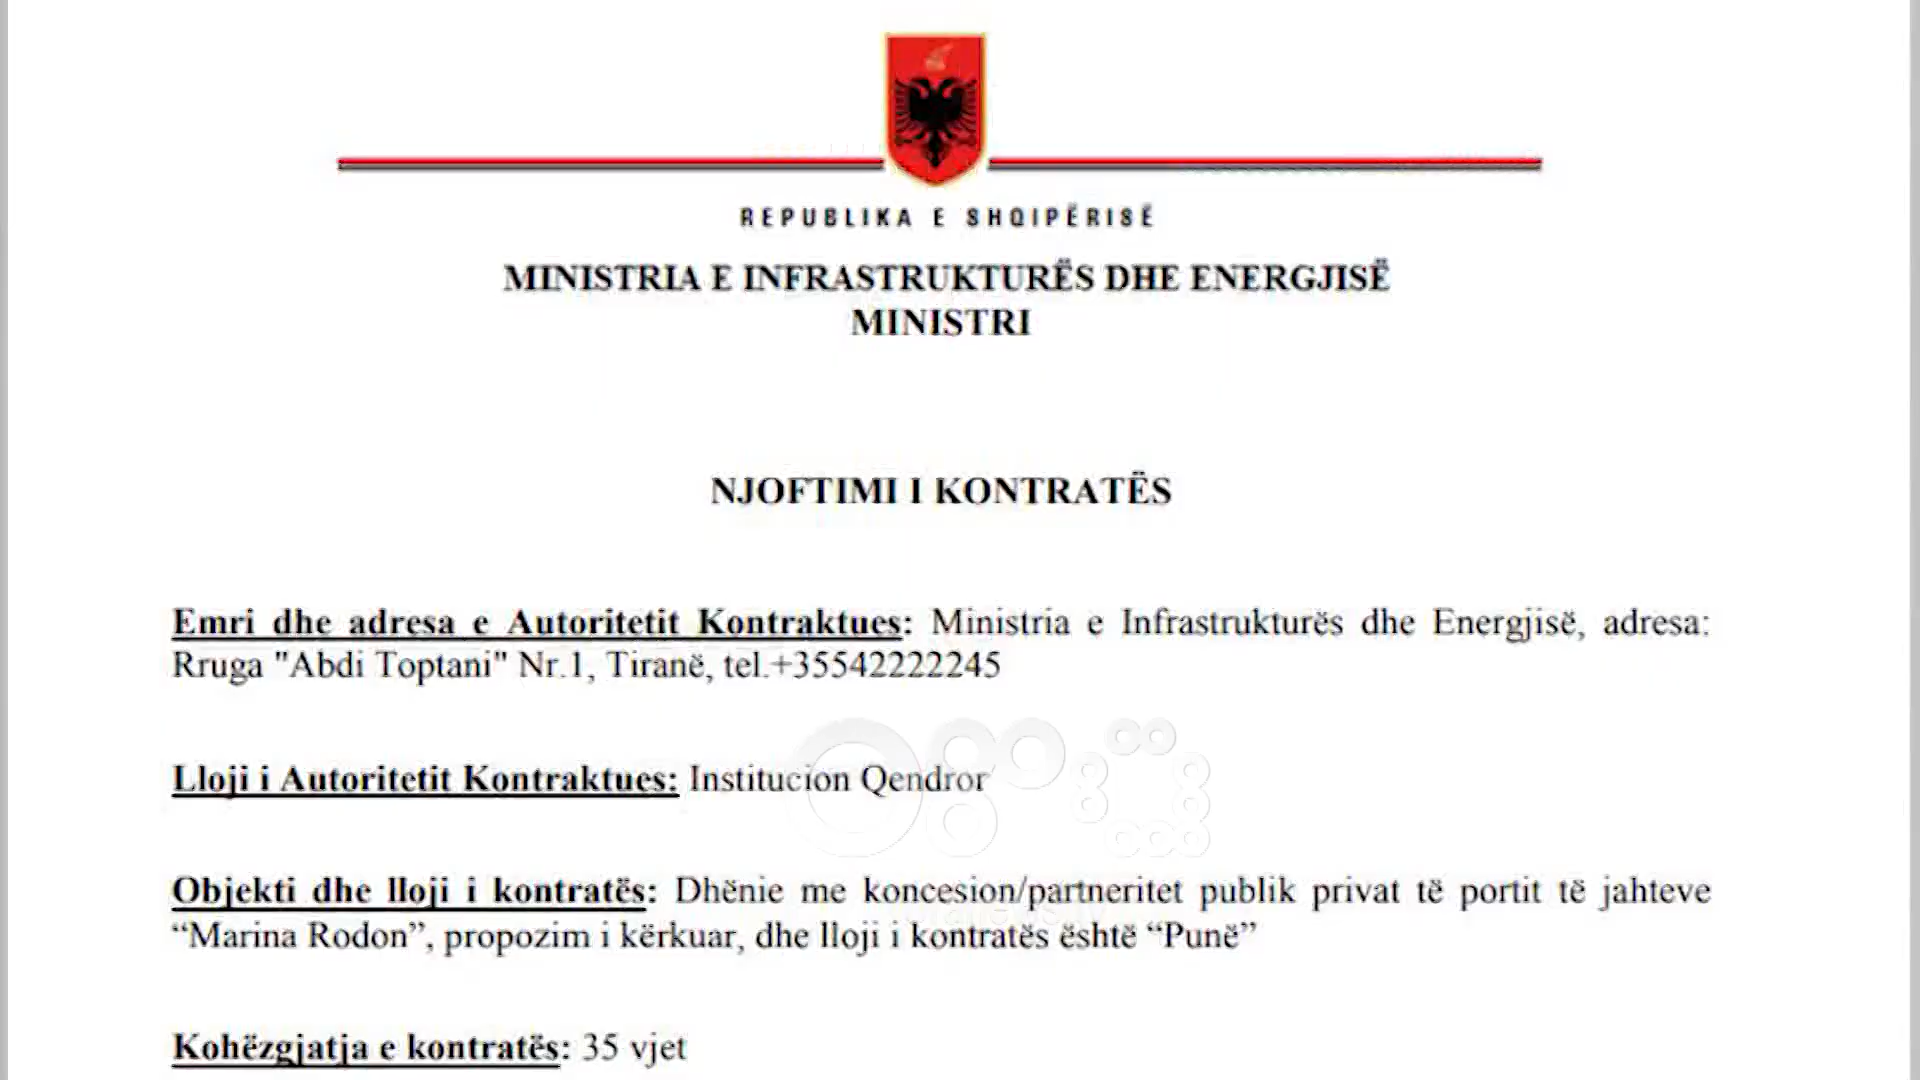 REPUBLIKA E SHQIPËRISË
MINISTRIA E INFRASTRUKTURËS DHE ENERGJISË
MINISTRI
NJOFTIMI I KONTRATËS
Emri dhe adresa e Autoritetit Kontraktues: Ministria e Infrastrukturës dhe Energjisë, adresa:
Rruga "Abdi Toptani" Nr.1, Tiranë, tel.+35542222245
Lloji i Autoritetit Kontraktues: Institucion Qendror
Objekti dhe lloji i kontratës: Dhënie me koncesion/partneritet publik privat të portit të jahteve
“Marina Rodon”, propozim i kërkuar, dhe lloji i kontratës është “Punë”
Kohëzgjatja e kontratës: 35 vjet